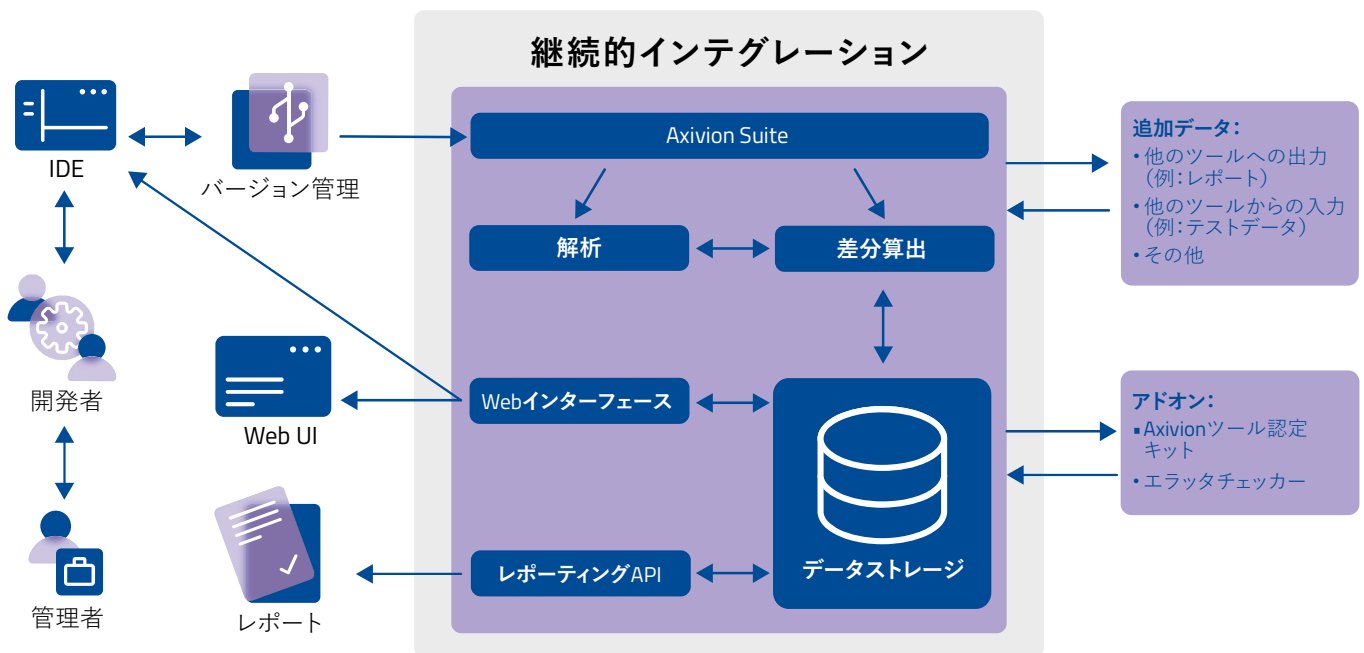 継続的インテグレーション
IDE
バージョン管理
Axivion Suite
解析
差分算出
追加データ:
・他のツールへの出力
(例:レポート)
・他のツールからの入力
(例:テストデータ)
・その他
開発者
Web UI
Webインターフェース
データストレージ
アドオン:
▪Axivionツール認定
キット
・エラッタチェッカー
管理者
レポート
レポーティングAPI